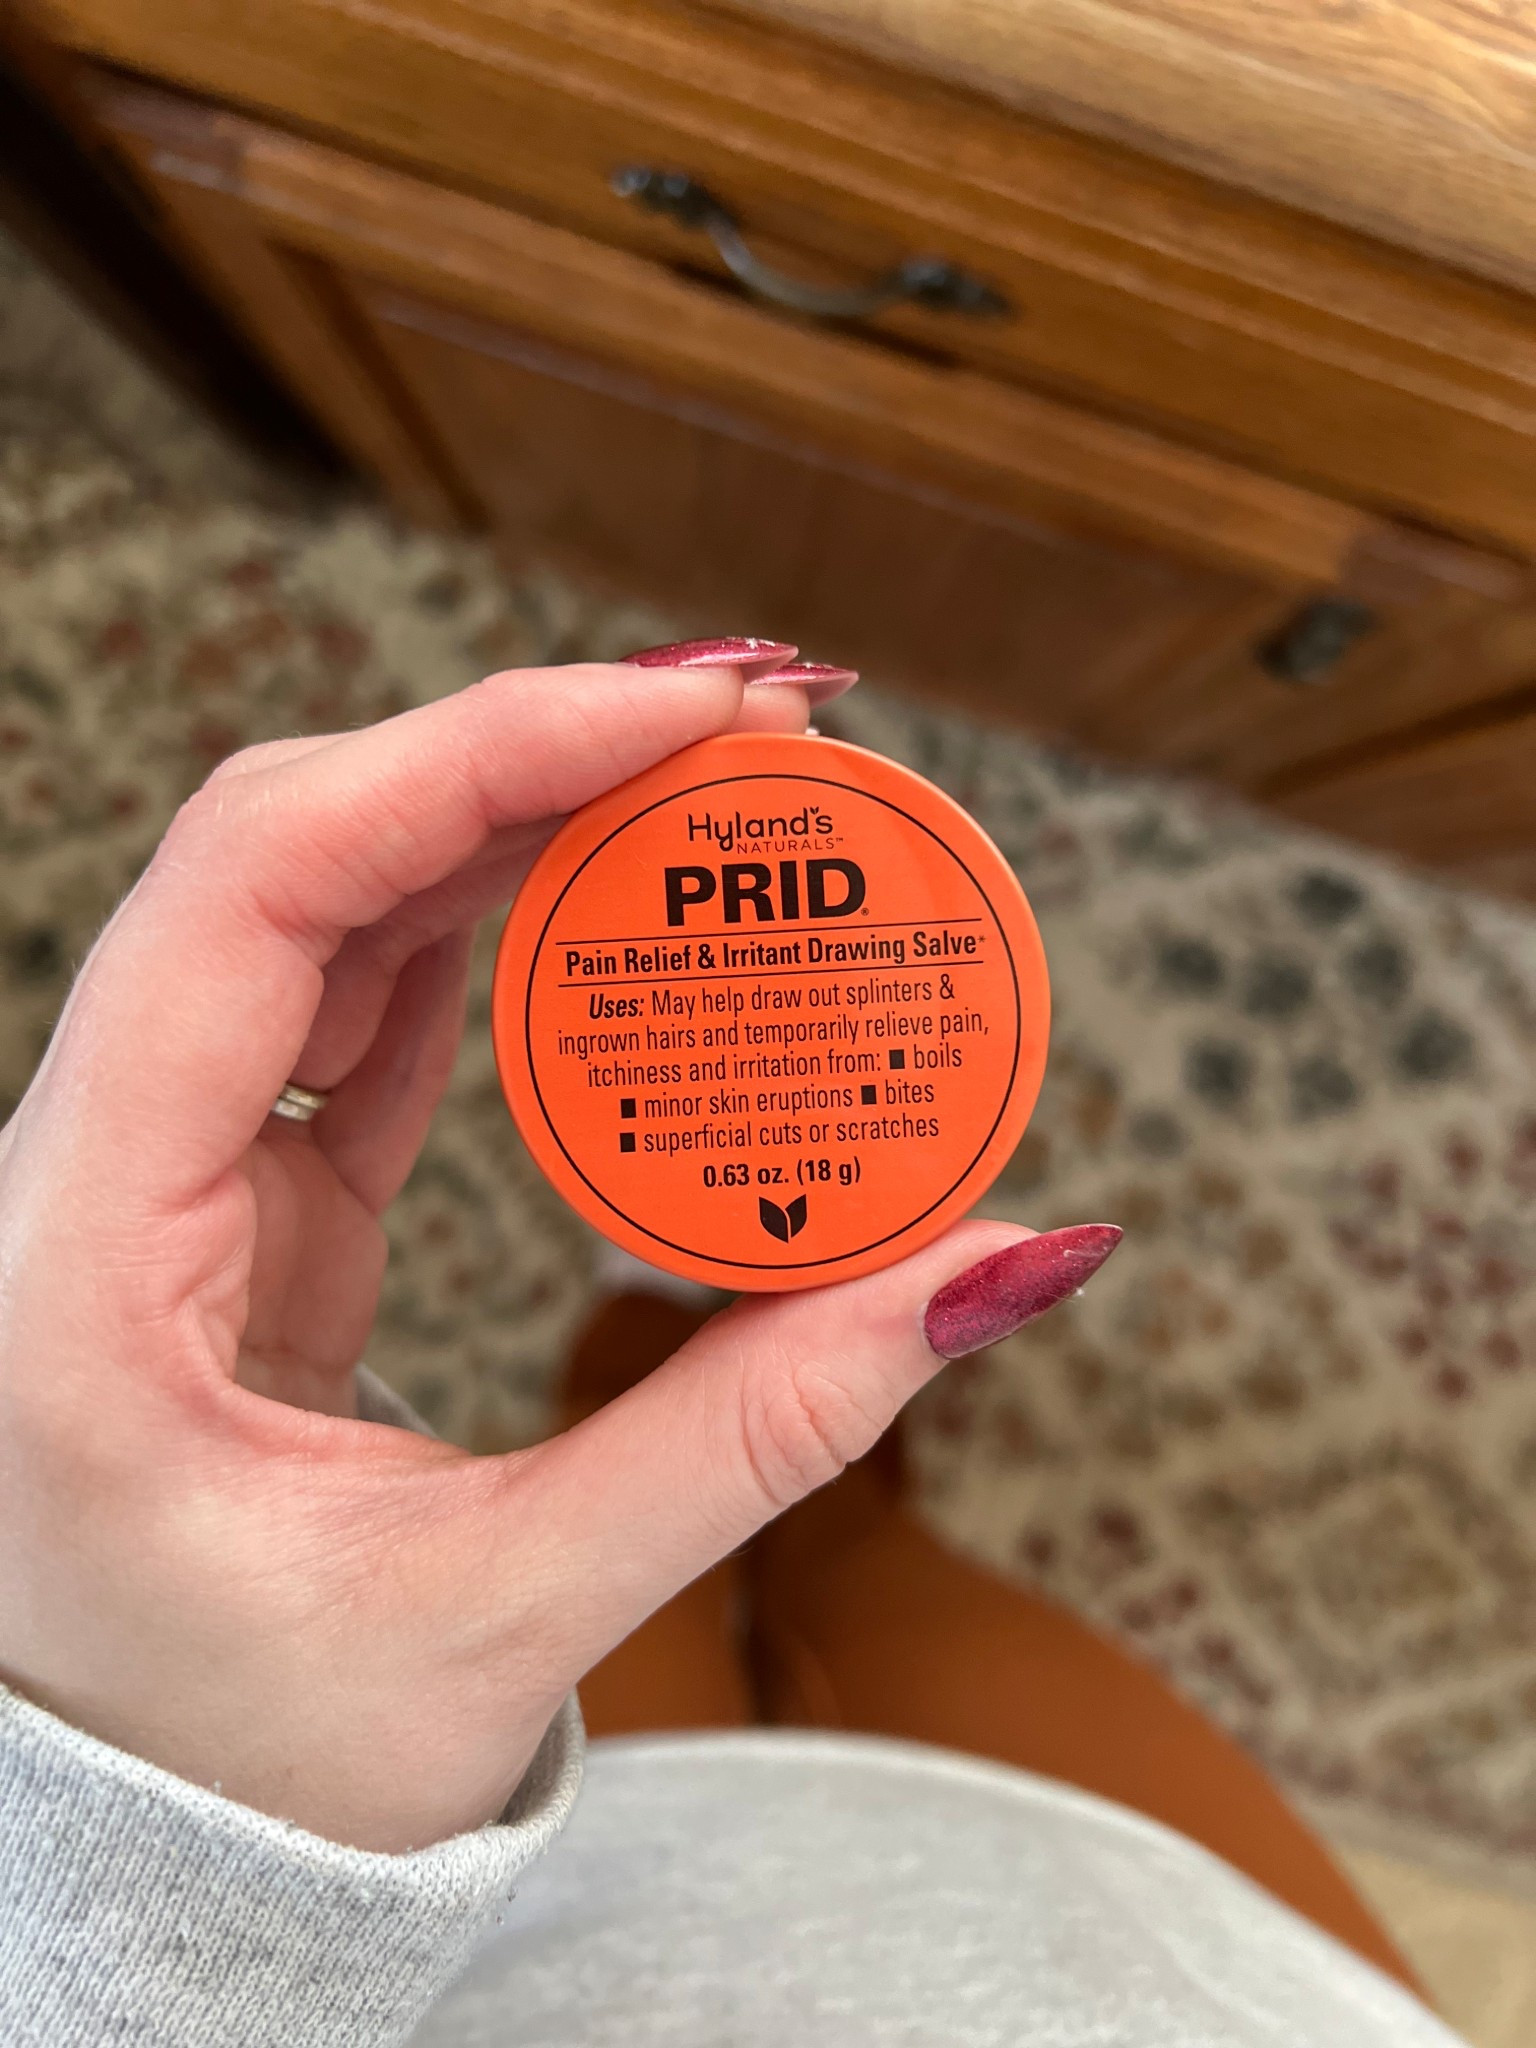 Hyland's
NATURALS™
PRID®
Pain Relief & Irritant Drawing Salve*
Uses: May help draw out splinters &
ingrown hairs and temporarily relieve pain,
itchiness and irritation from: ■ boils
■ minor skin eruptions ■ bites
■ superficial cuts or scratches
0.63 oz. (18 g)